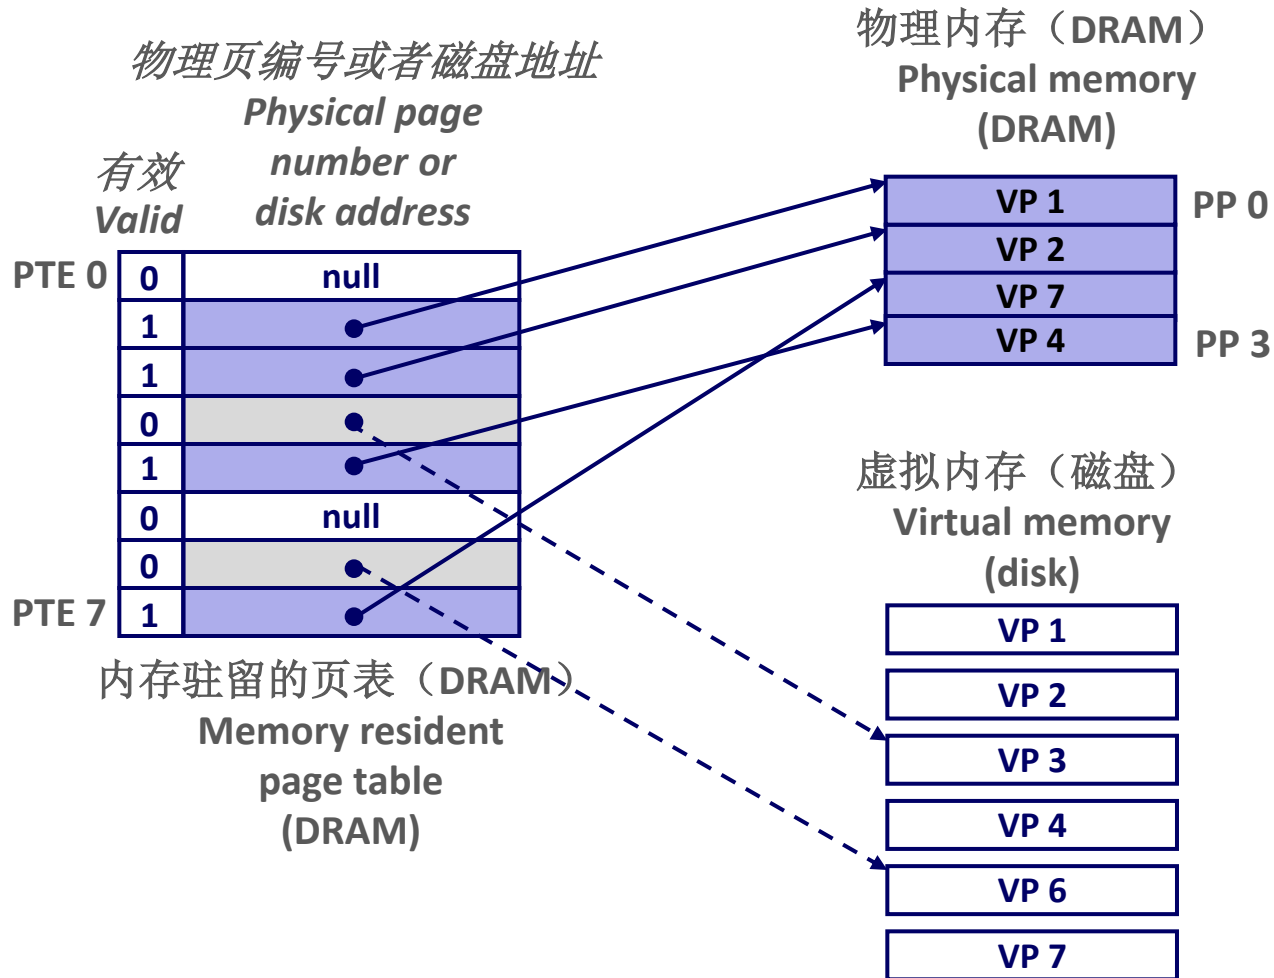 物理页编号或者磁盘地址
Physical page
number or
disk address
有效
Valid
PTE 0
0
null
1
1
0
1
0
null
0
PTE 7
1
内存驻留的页表（DRAM）
Memory resident
page table
(DRAM)
物理内存（DRAM）
Physical memory
(DRAM)
VP 1
PP 0
VP 2
VP 7
VP 4
PP 3
虚拟内存（磁盘）
Virtual memory
(disk)
VP 1
VP 2
VP 3
VP 4
VP 6
VP 7